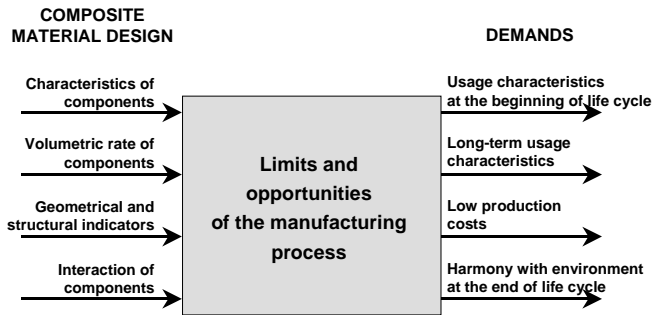 COMPOSITE
MATERIAL DESIGN
DEMANDS
Characteristics of
components
Volumetric rate of
components
Geometrical and
structural indicators
Interaction of
components
Limits and
opportunities
of the manufacturing
process
Usage characteristics
at the beginning of life cycle
Long-term usage
characteristics
Low production
costs
Harmony with environment
at the end of life cycle